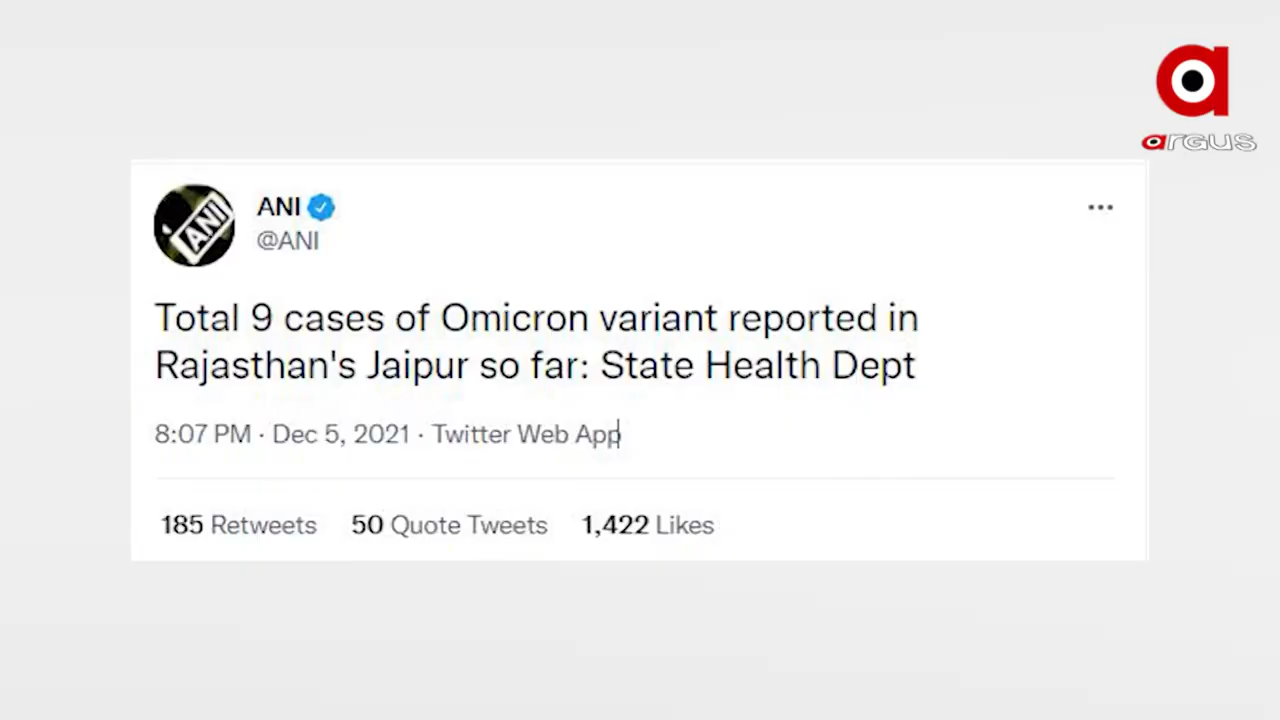 argus
ANI
ANI
@ANI
Total 9 cases of Omicron variant reported in
Rajasthan's Jaipur so far: State Health Dept
8:07 PM · Dec 5, 2021 · Twitter Web App
185 Retweets 50 Quote Tweets 1,422 Likes